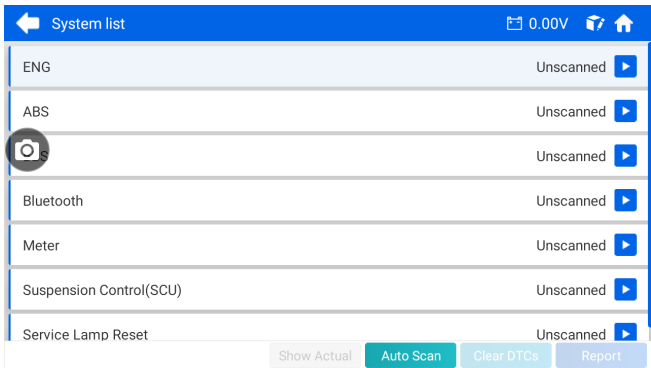 System list
0.00V
ENG Unscanned
ABS Unscanned
Unscanned
Bluetooth Unscanned
Meter Unscanned
Suspension Control(SCU) Unscanned
Service Lamp Reset Unscanned
Show Actual Auto Scan Clear DTCs Report